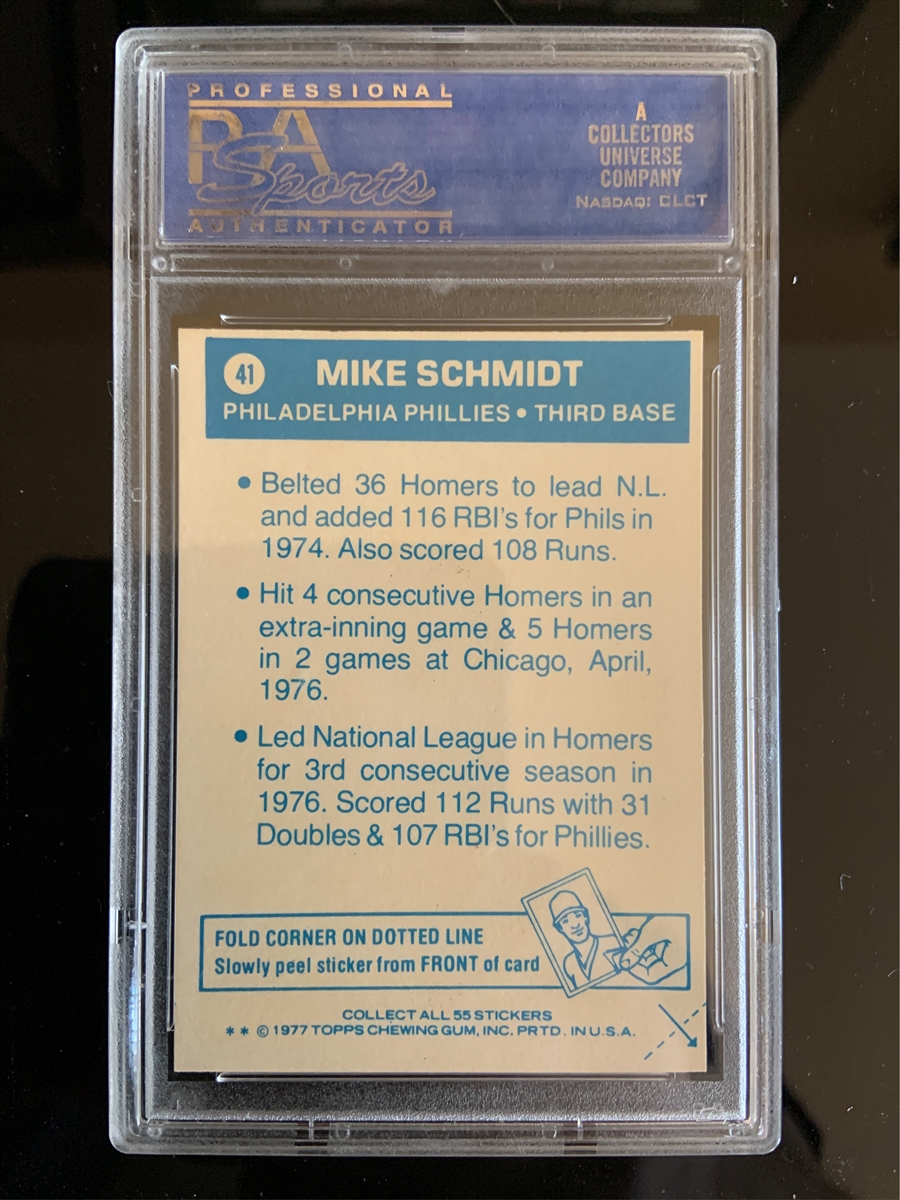 PROFESSIONAL
PSA
Sports
AUTHENTICATOR
A
COLLECTORS
UNIVERSE
COMPANY
NASDAQ: CLCT
41
MIKE SCHMIDT
PHILADELPHIA PHILLIES • THIRD BASE
• Belted 36 Homers to lead N.L.
and added 116 RBI's for Phils in
1974. Also scored 108 Runs.
• Hit 4 consecutive Homers in an
extra-inning game & 5 Homers
in 2 games at Chicago, April,
1976.
• Led National League in Homers
for 3rd consecutive season in
1976. Scored 112 Runs with 31
Doubles & 107 RBI's for Phillies.
FOLD CORNER ON DOTTED LINE
Slowly peel sticker from FRONT of card
COLLECT ALL 55 STICKERS
* * © 1977 TOPPS CHEWING GUM, INC. PRTD. IN U.S.A.